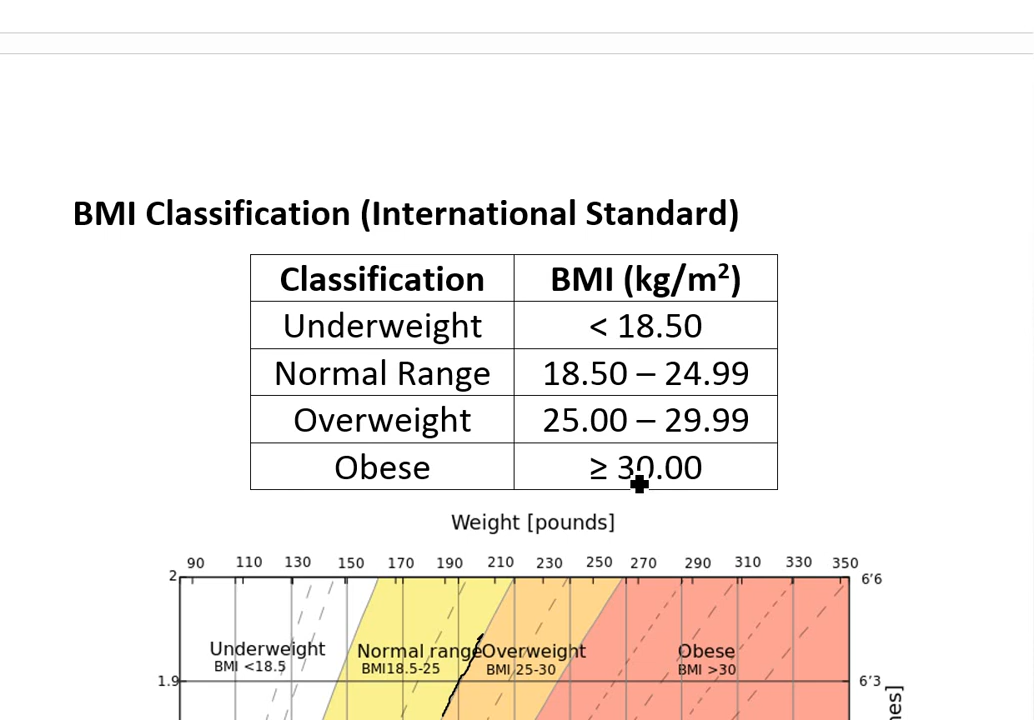 BMI Classification (International Standard)
Classification BMI (kg/m²)
Underweight < 18.50
Normal Range 18.50 – 24.99
Overweight 25.00 – 29.99
Obese ≥ 30.00
Weight [pounds]
90 110 130 150 170 190 210 230 250 270 290 310 330 350
2 6'6
Underweight Normal range Overweight Obese
BMI <18.5 BMI18.5-25 BMI 25-30 BMI >30
1.9 6'3